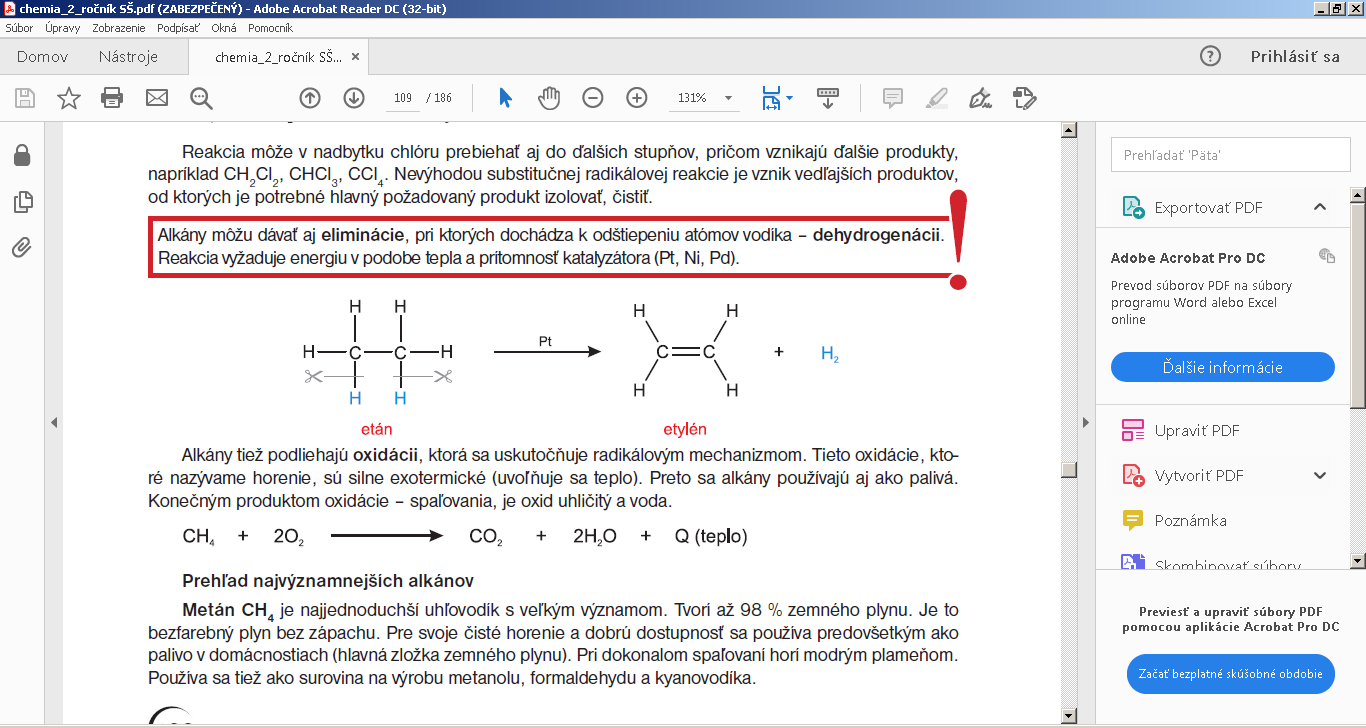 chemia_2_ročník SŠ.pdf (ZABEZPEČENÝ) - Adobe Acrobat Reader DC (32-bit)
Súbor Úpravy Zobrazenie Podpísať Okná Pomocník
Domov Nástroje chemia_2_ročník SŠ... × Prihlásiť sa
109 / 186 131%
Reakcia môže v nadbytku chlóru prebiehať aj do ďalších stupňov, pričom vznikajú ďalšie produkty,
napríklad CH2Cl2, CHCl3, CCl4. Nevýhodou substitučnej radikálovej reakcie je vznik vedľajších produktov,
od ktorých je potrebné hlavný požadovaný produkt izolovať, čistiť.
Alkány môžu dávať aj eliminácie, pri ktorých dochádza k odštiepeniu atómov vodíka – dehydrogenácii.
Reakcia vyžaduje energiu v podobe tepla a prítomnosť katalyzátora (Pt, Ni, Pd).
!
H H H H
H C C H Pt C C + H2
H H H H
etán etylén
Alkány tiež podliehajú oxidácii, ktorá sa uskutočňuje radikálovým mechanizmom. Tieto oxidácie, kto-
ré nazývame horenie, sú silne exotermické (uvoľňuje sa teplo). Preto sa alkány používajú aj ako palivá.
Konečným produktom oxidácie – spaľovania, je oxid uhličitý a voda.
CH4 + 2O2 → CO2 + 2H2O + Q (teplo)
Prehľad najvýznamnejších alkánov
Metán CH4 je najjednoduchší uhľovodík s veľkým významom. Tvorí až 98 % zemného plynu. Je to
bezfarebný plyn bez zápachu. Pre svoje čisté horenie a dobrú dostupnosť sa používa predovšetkým ako
palivo v domácnostiach (hlavná zložka zemného plynu). Pri dokonalom spaľovaní horí modrým plameňom.
Používa sa tiež ako surovina na výrobu metanolu, formaldehydu a kyanovodíka.
Prehľadať 'Päta'
Exportovať PDF
Adobe Acrobat Pro DC
Prevod súborov PDF na súbory
programu Word alebo Excel
online
Ďalšie informácie
Upraviť PDF
Vytvoriť PDF
Poznámka
Skombinovať súbory
Previesť a upraviť súbory PDF
pomocou aplikácie Acrobat Pro DC
Začať bezplatné skúšobné obdobie